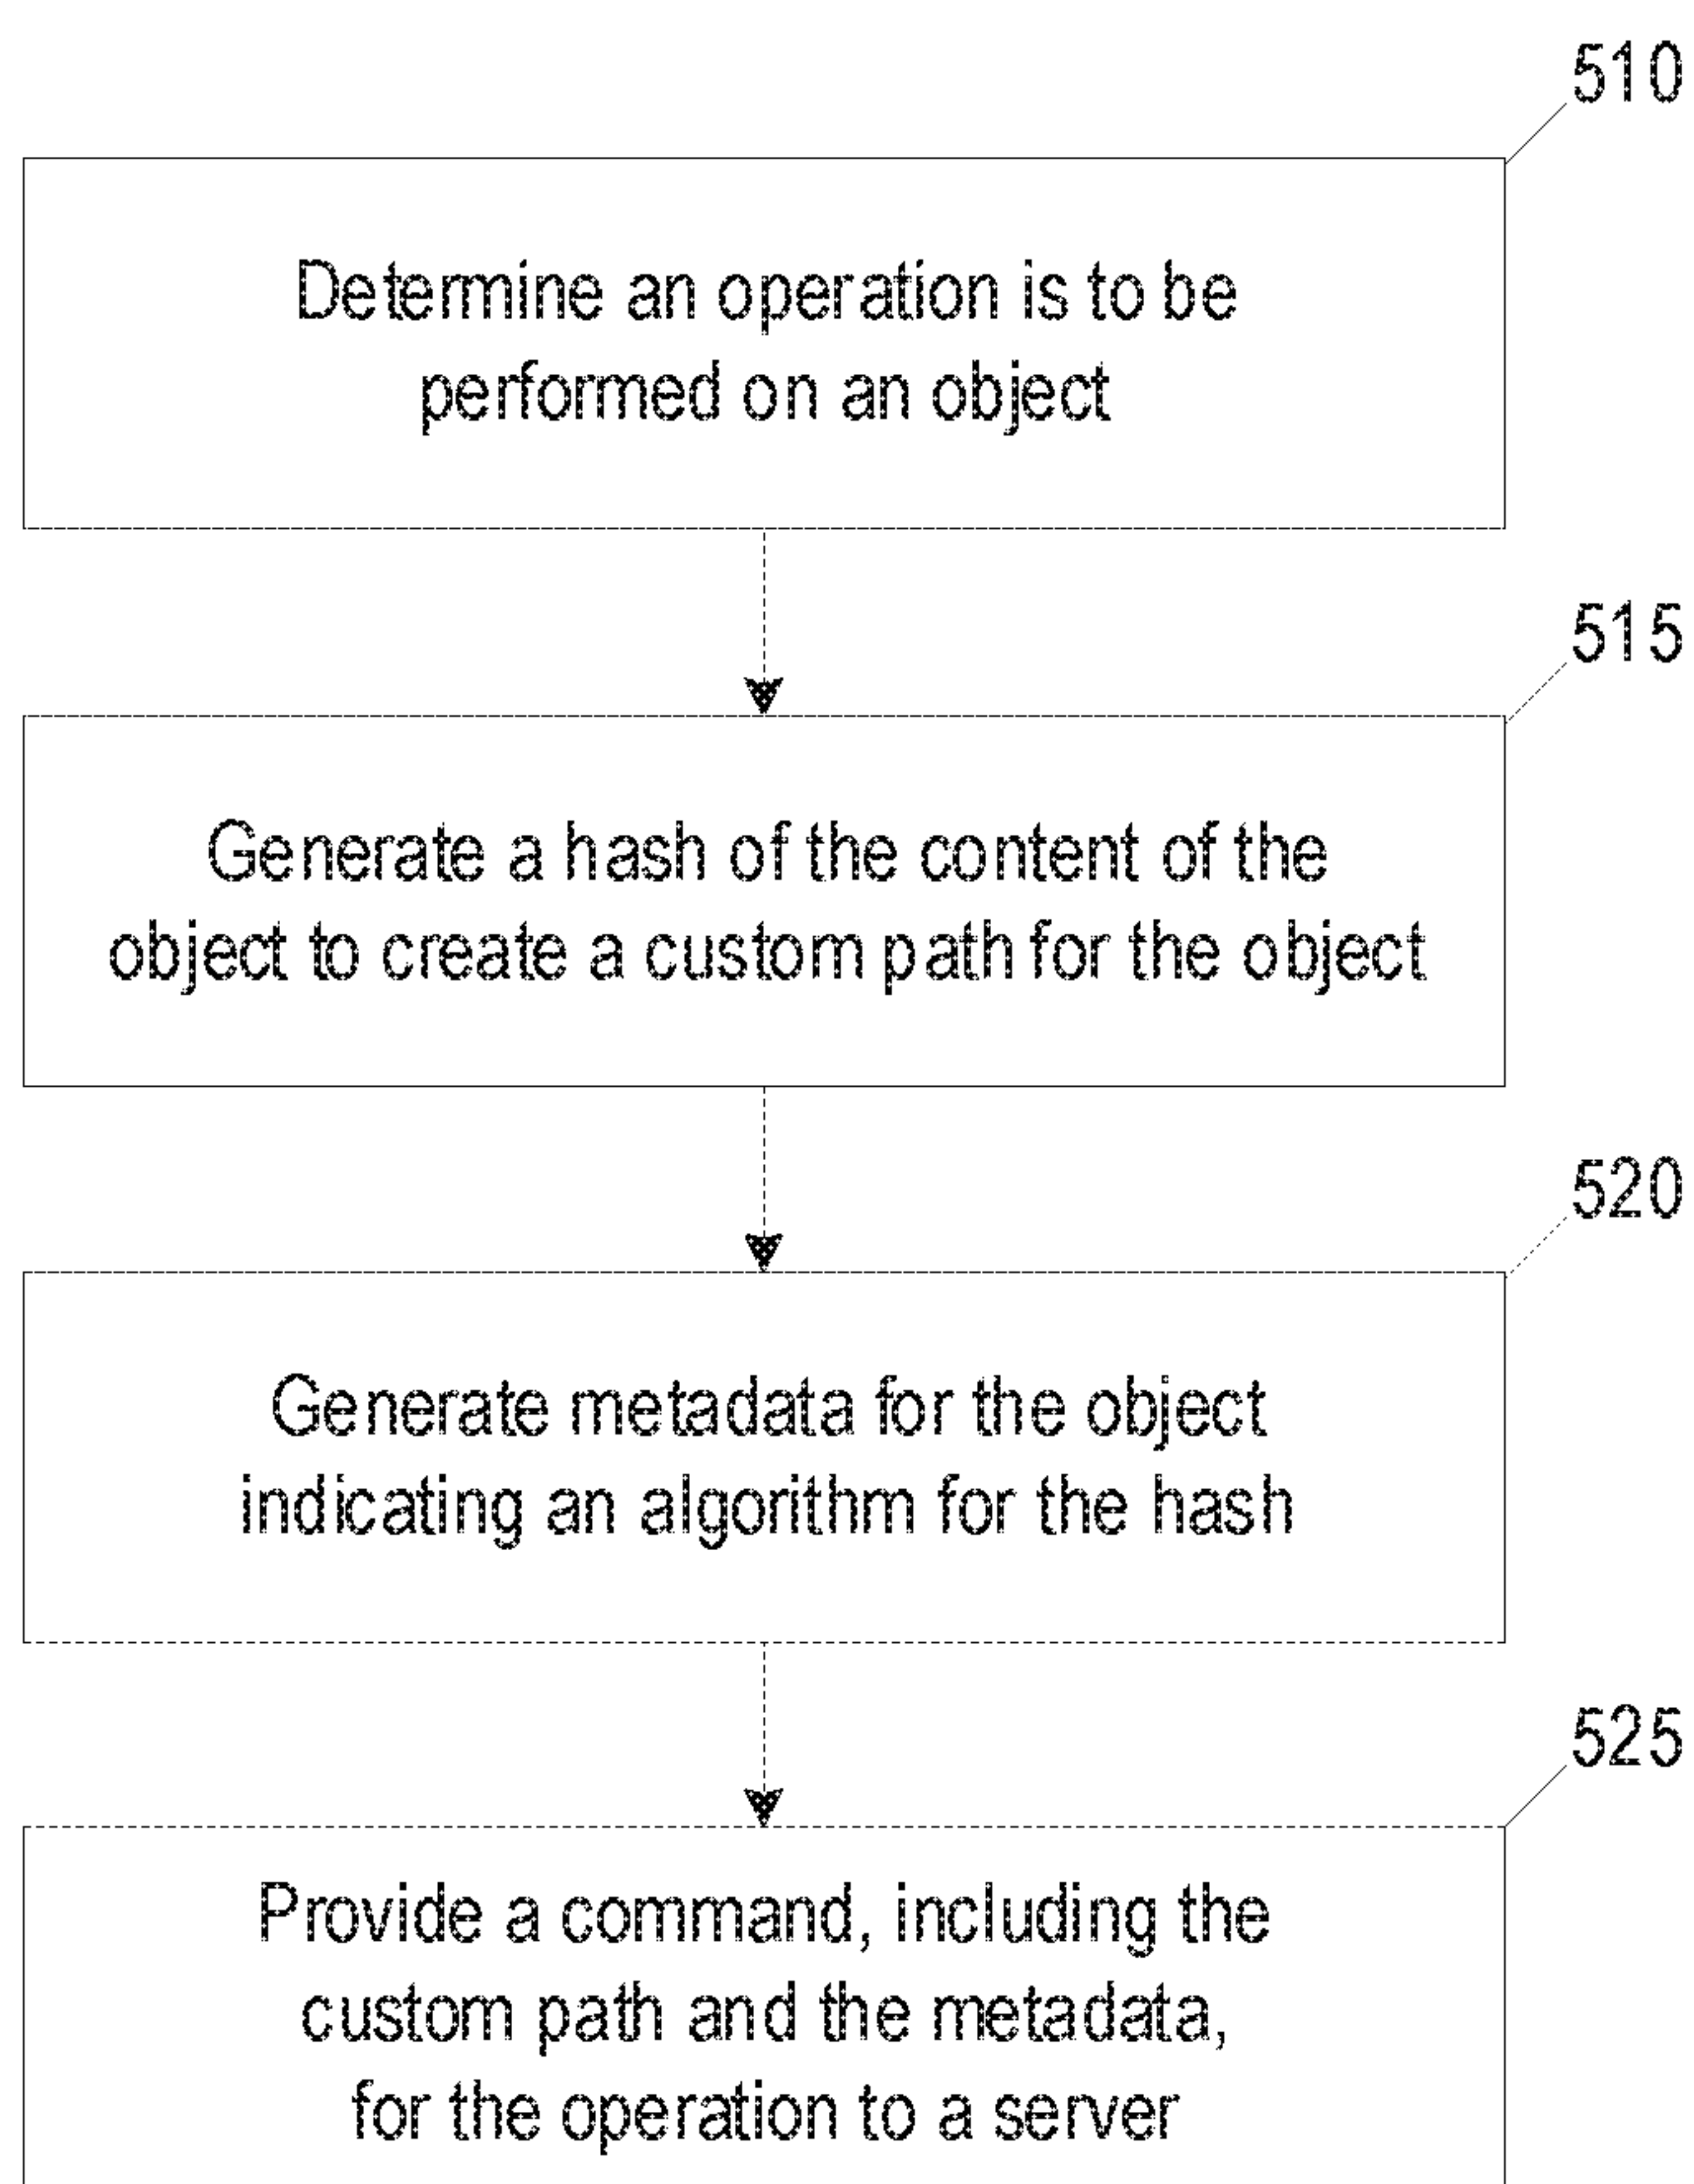 510
Determine an operation is to be
performed on an object
515
Generate a hash of the content of the
object to create a custom path for the object
520
Generate metadata for the object
indicating an algorithm for the hash
525
Provide a command, including the
custom path and the metadata,
for the operation to a server